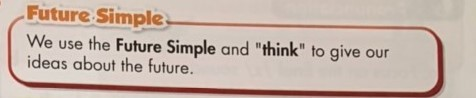 Future Simple
We use the Future Simple and "think" to give our
ideas about the future.